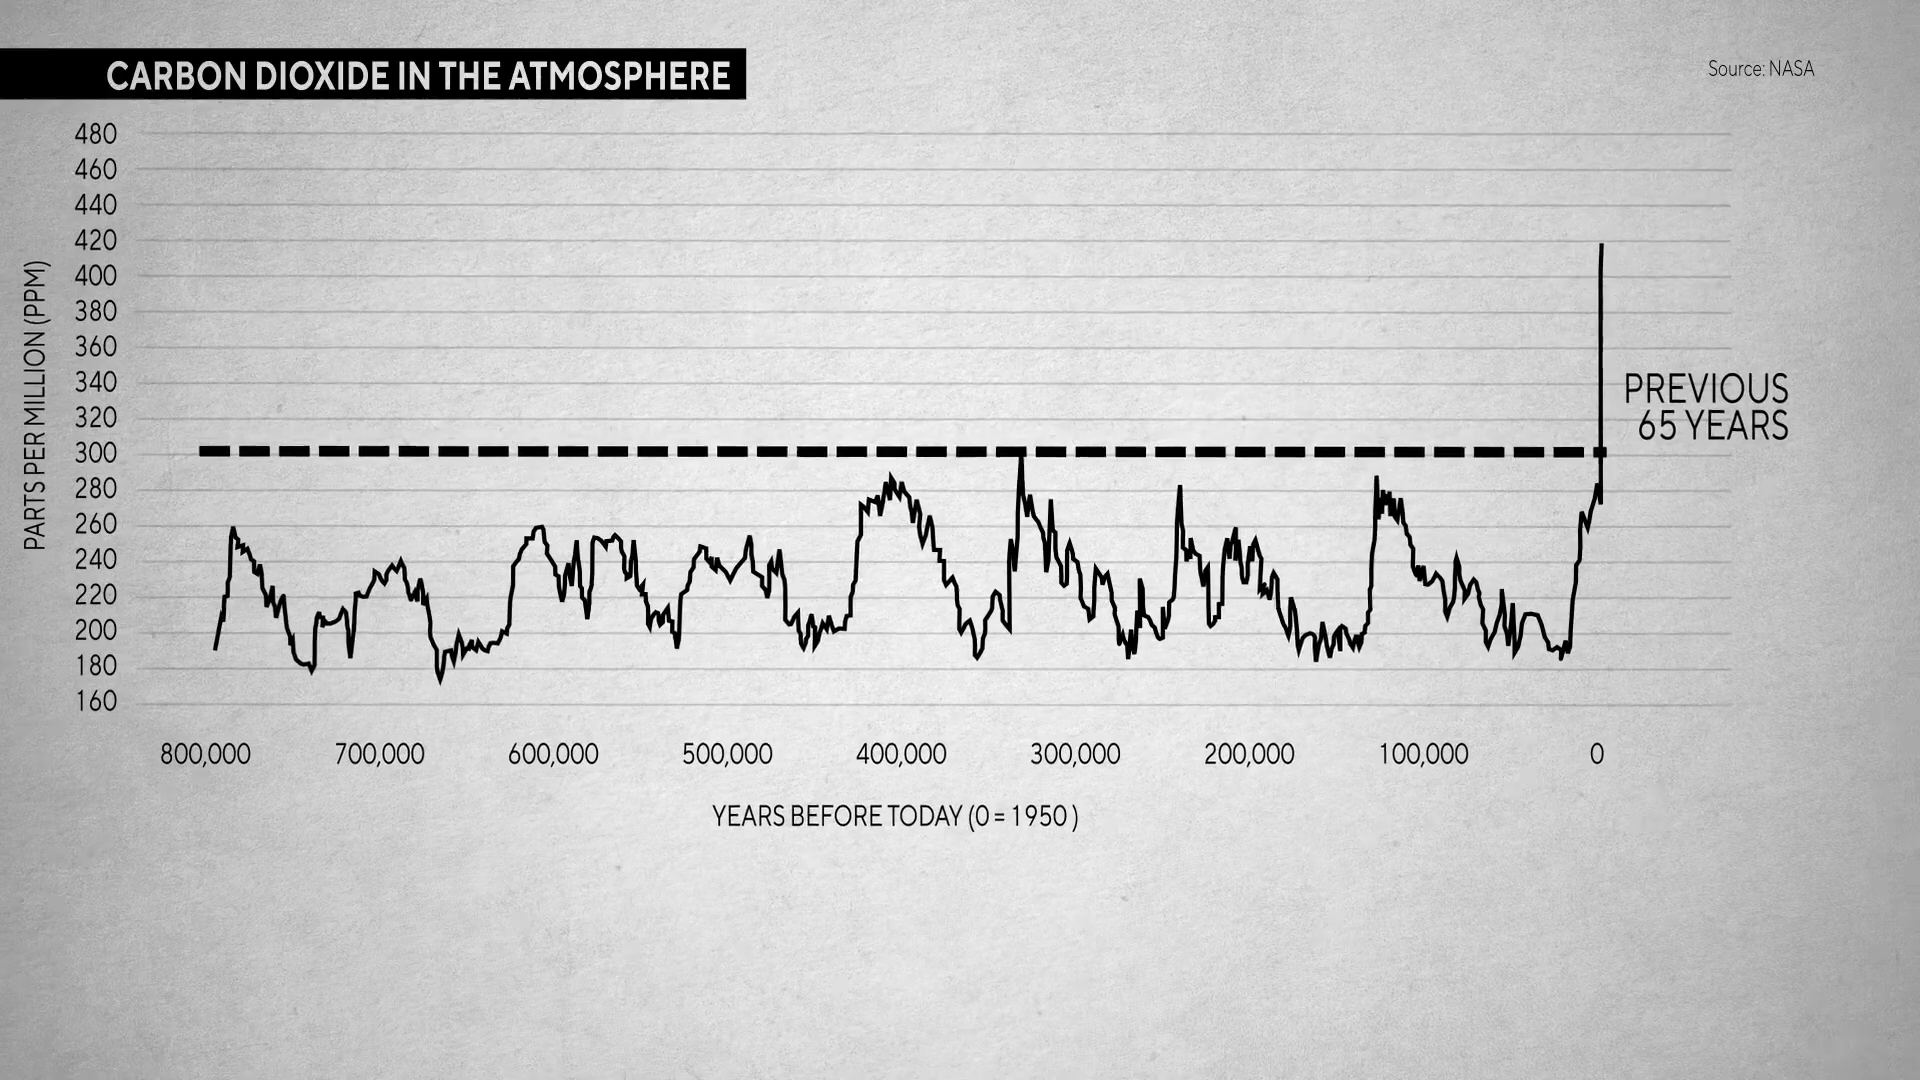 CARBON DIOXIDE IN THE ATMOSPHERE
Source: NASA
PARTS PER MILLION (PPM)
480
460
440
420
400
380
360
340
320
300
280
260
240
220
200
180
160
PREVIOUS
65 YEARS
800,000 700,000 600,000 500,000 400,000 300,000 200,000 100,000 0
YEARS BEFORE TODAY (0 = 1950 )